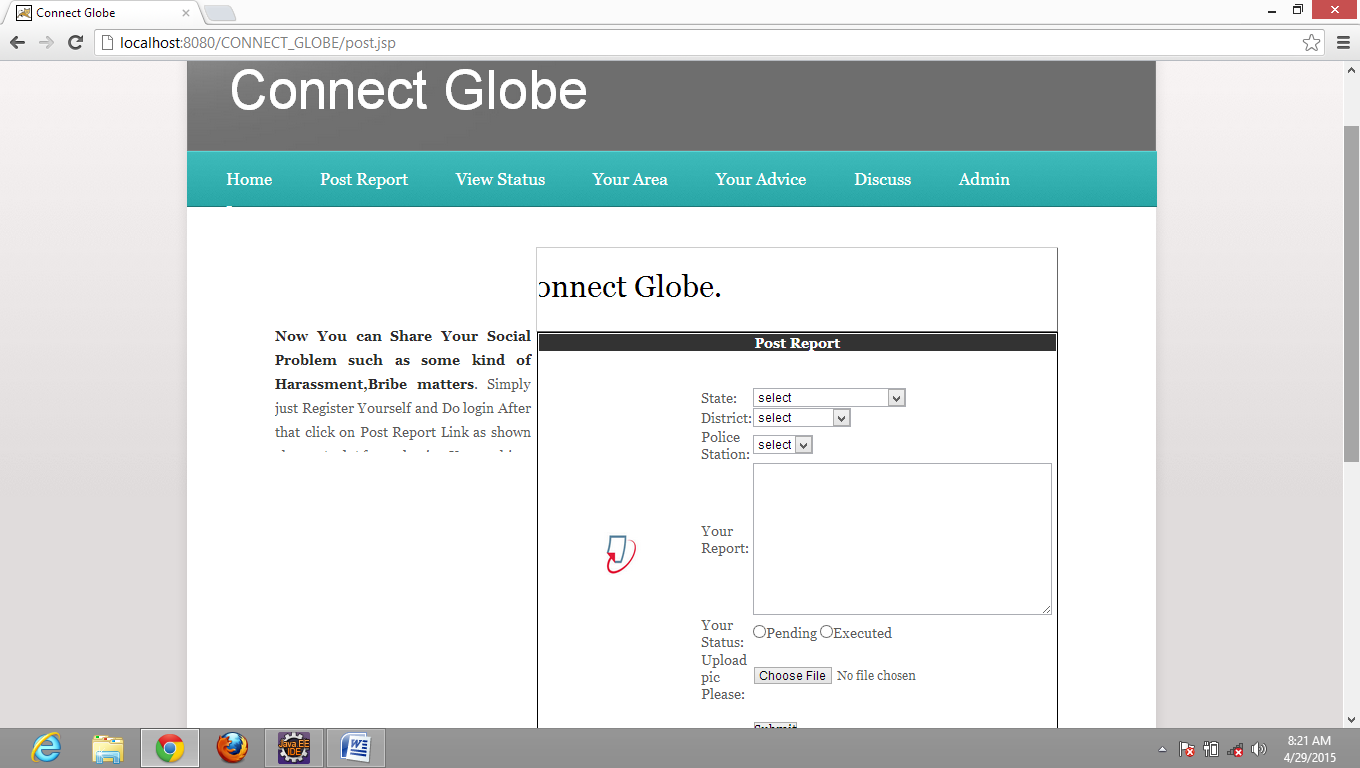 Connect Globe
localhost:8080/CONNECT_GLOBE/post.jsp
Connect Globe
Home Post Report View Status Your Area Your Advice Discuss Admin
onnect Globe.
Now You can Share Your Social
Problem such as some kind of
Harassment,Bribe matters. Simply
just Register Yourself and Do login After
that click on Post Report Link as shown
Post Report
State: select
District: select
Police
Station: select
Your
Report:
Your
Status: Pending Executed
Upload
pic
Please: Choose File No file chosen
Submit
Java EE
IDE
8:21 AM
4/29/2015